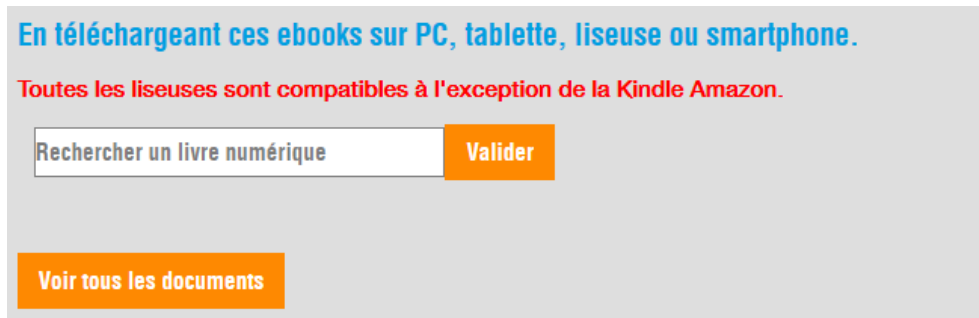 En téléchargeant ces ebooks sur PC, tablette, liseuse ou smartphone.
Toutes les liseuses sont compatibles à l'exception de la Kindle Amazon.
Rechercher un livre numérique
Valider
Voir tous les documents